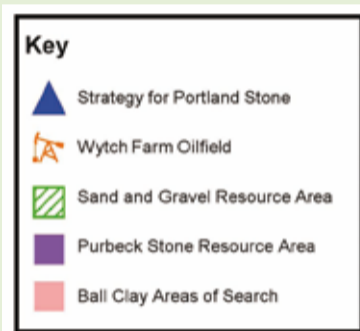 Key
Strategy for Portland Stone
Wytch Farm Oilfield
Sand and Gravel Resource Area
Purbeck Stone Resource Area
Ball Clay Areas of Search